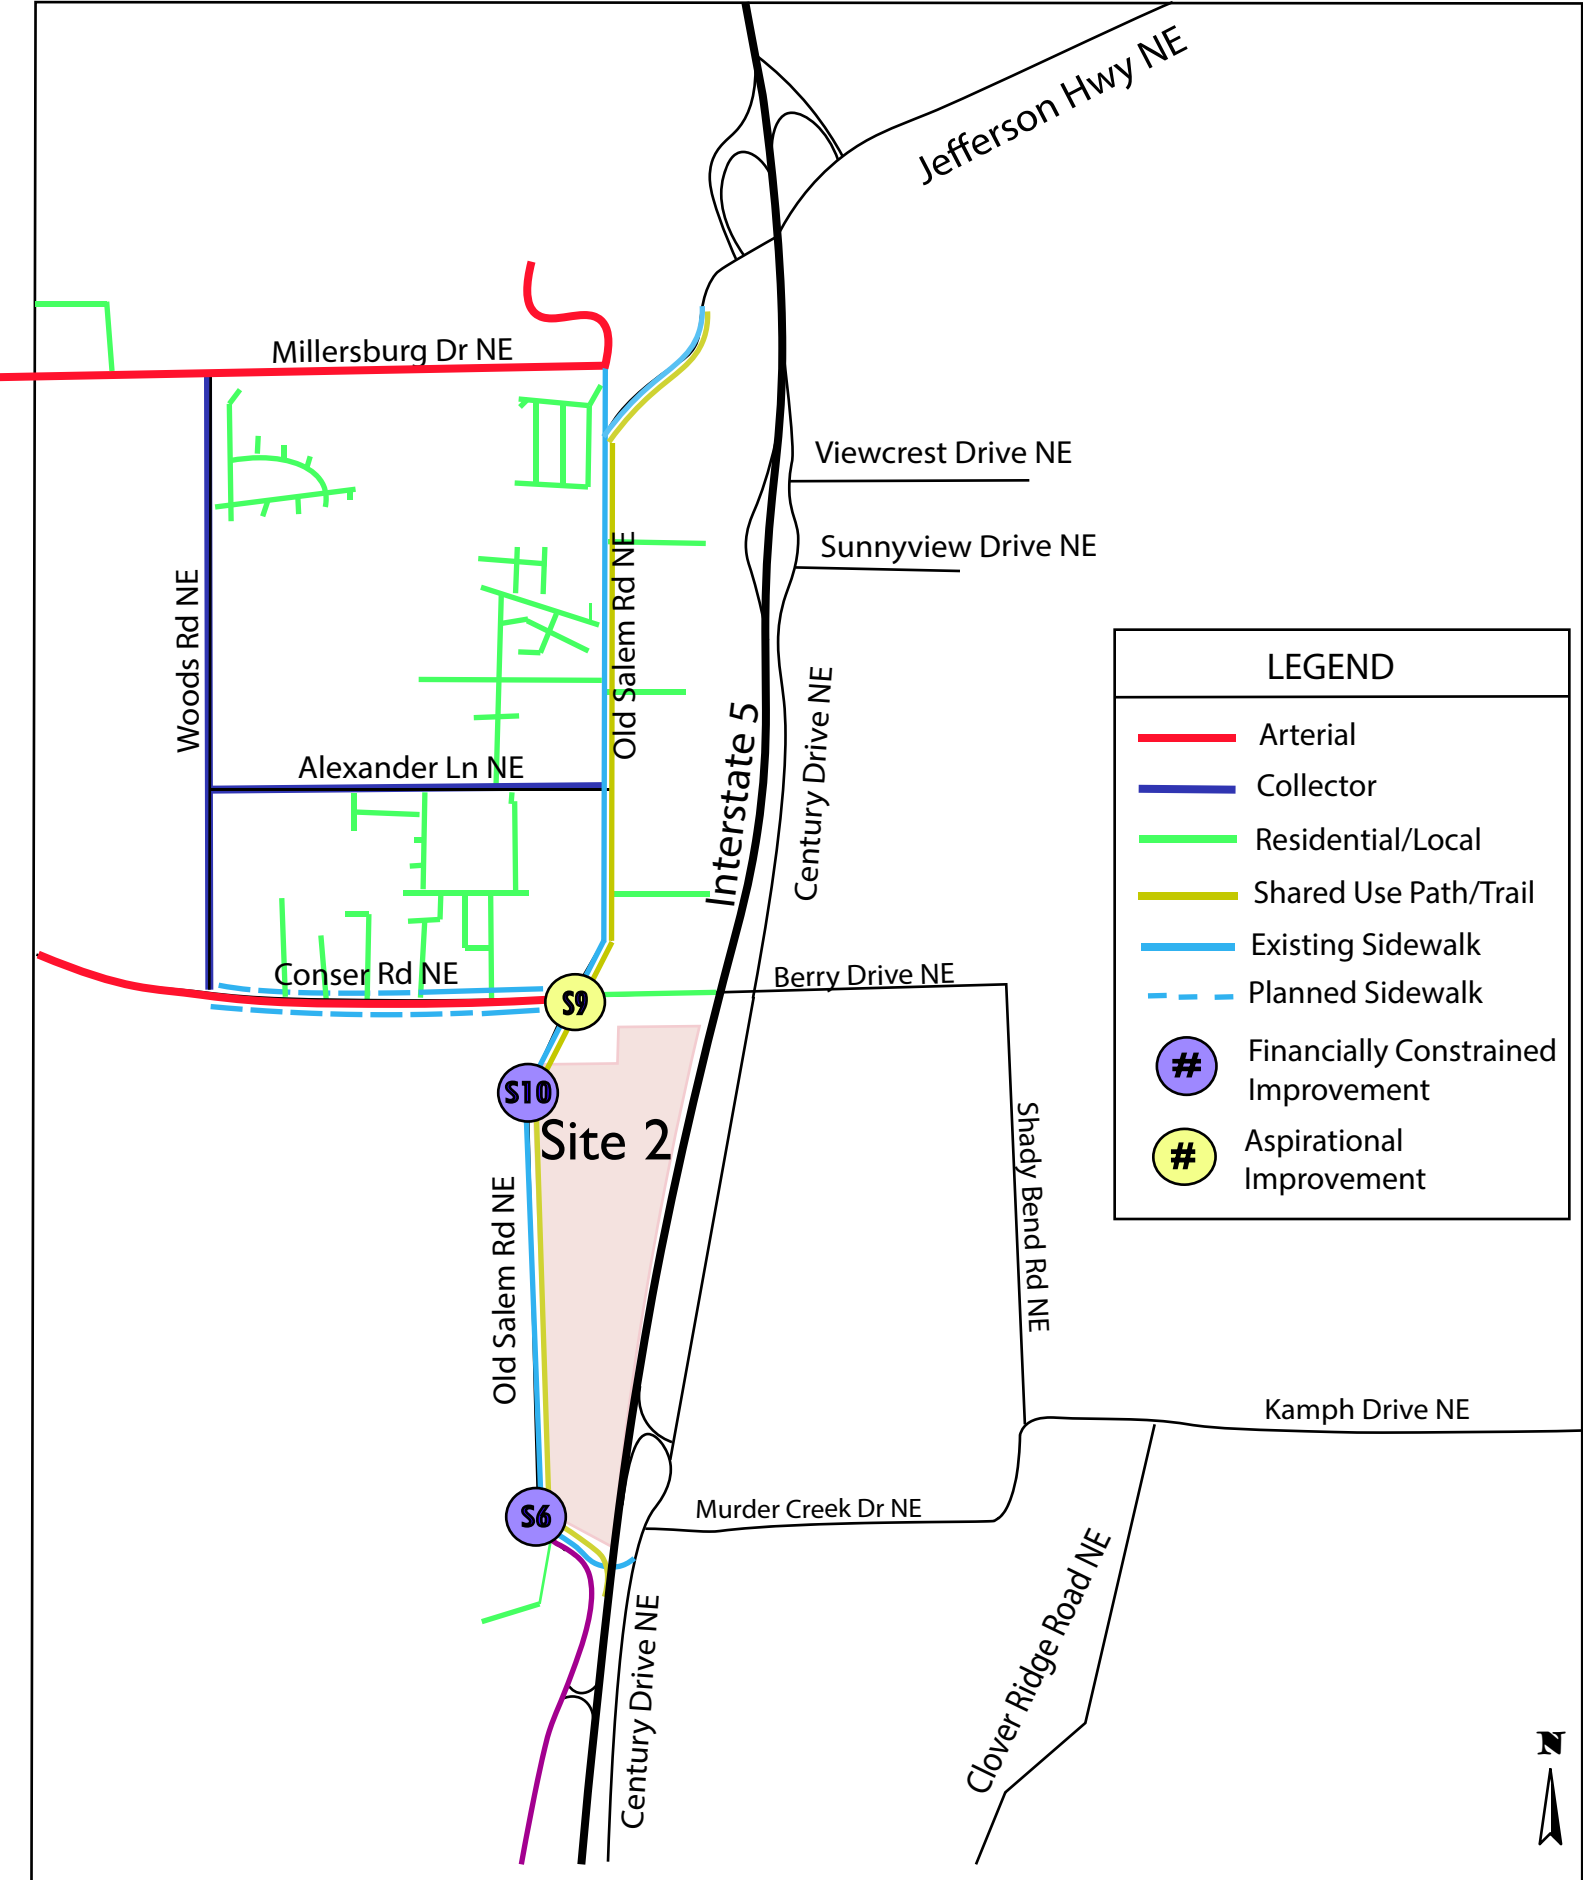 Jefferson Hwy NE
Millersburg Dr NE
Viewcrest Drive NE
Sunnyview Drive NE
Woods Rd NE
Old Salem Rd NE
Interstate 5
Century Drive NE
Alexander Ln NE
LEGEND
Arterial
Collector
Residential/Local
Shared Use Path/Trail
Existing Sidewalk
Planned Sidewalk
#
Financially Constrained
Improvement
#
Aspirational
Improvement
Conser Rd NE
Berry Drive NE
S9
S10
Site 2
Old Salem Rd NE
Shady Bend Rd NE
Kamph Drive NE
S6
Murder Creek Dr NE
Century Drive NE
Clover Ridge Road NE
N